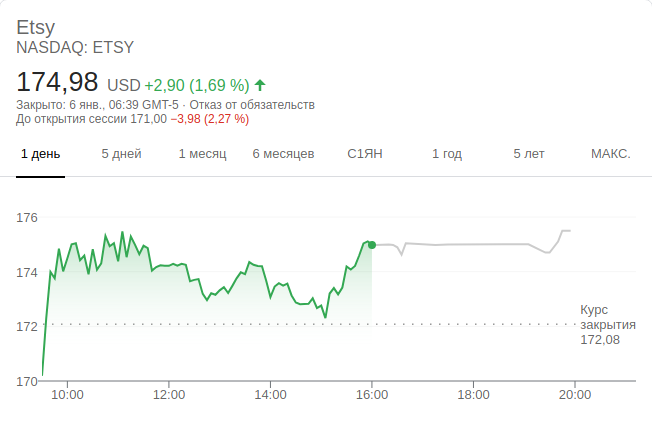 Etsy
NASDAQ: ETSY
174,98 USD +2,90 (1,69 %)
Закрыто: 6 янв., 06:39 GMT-5 · Отказ от обязательств
До открытия сессии 171,00 −3,98 (2,27 %)
1 день 5 дней 1 месяц 6 месяцев С1ЯН 1 год 5 лет МАКС.
176
174
172
170
Курс
закрытия
172,08
10:00 12:00 14:00 16:00 18:00 20:00